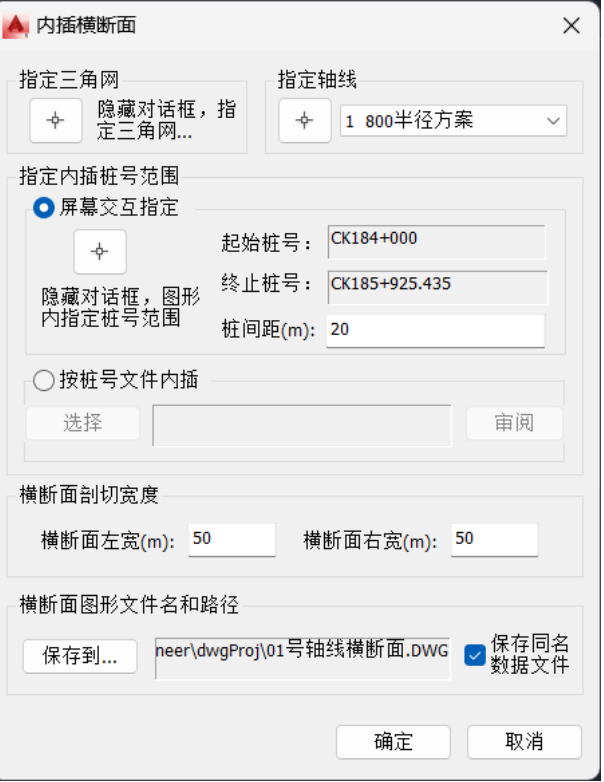 内插横断面
指定三角网
隐藏对话框，指
定三角网...
指定轴线
1 800半径方案
指定内插桩号范围
屏幕交互指定
隐藏对话框，图形
内指定桩号范围
起始桩号：
CK184+000
终止桩号：
CK185+925.435
桩间距(m):
20
按桩号文件内插
选择
审阅
横断面剖切宽度
横断面左宽(m):
50
横断面右宽(m):
50
横断面图形文件名和路径
保存到...
neer\dwgProj\01号轴线横断面.DWG
保存同名
数据文件
确定
取消